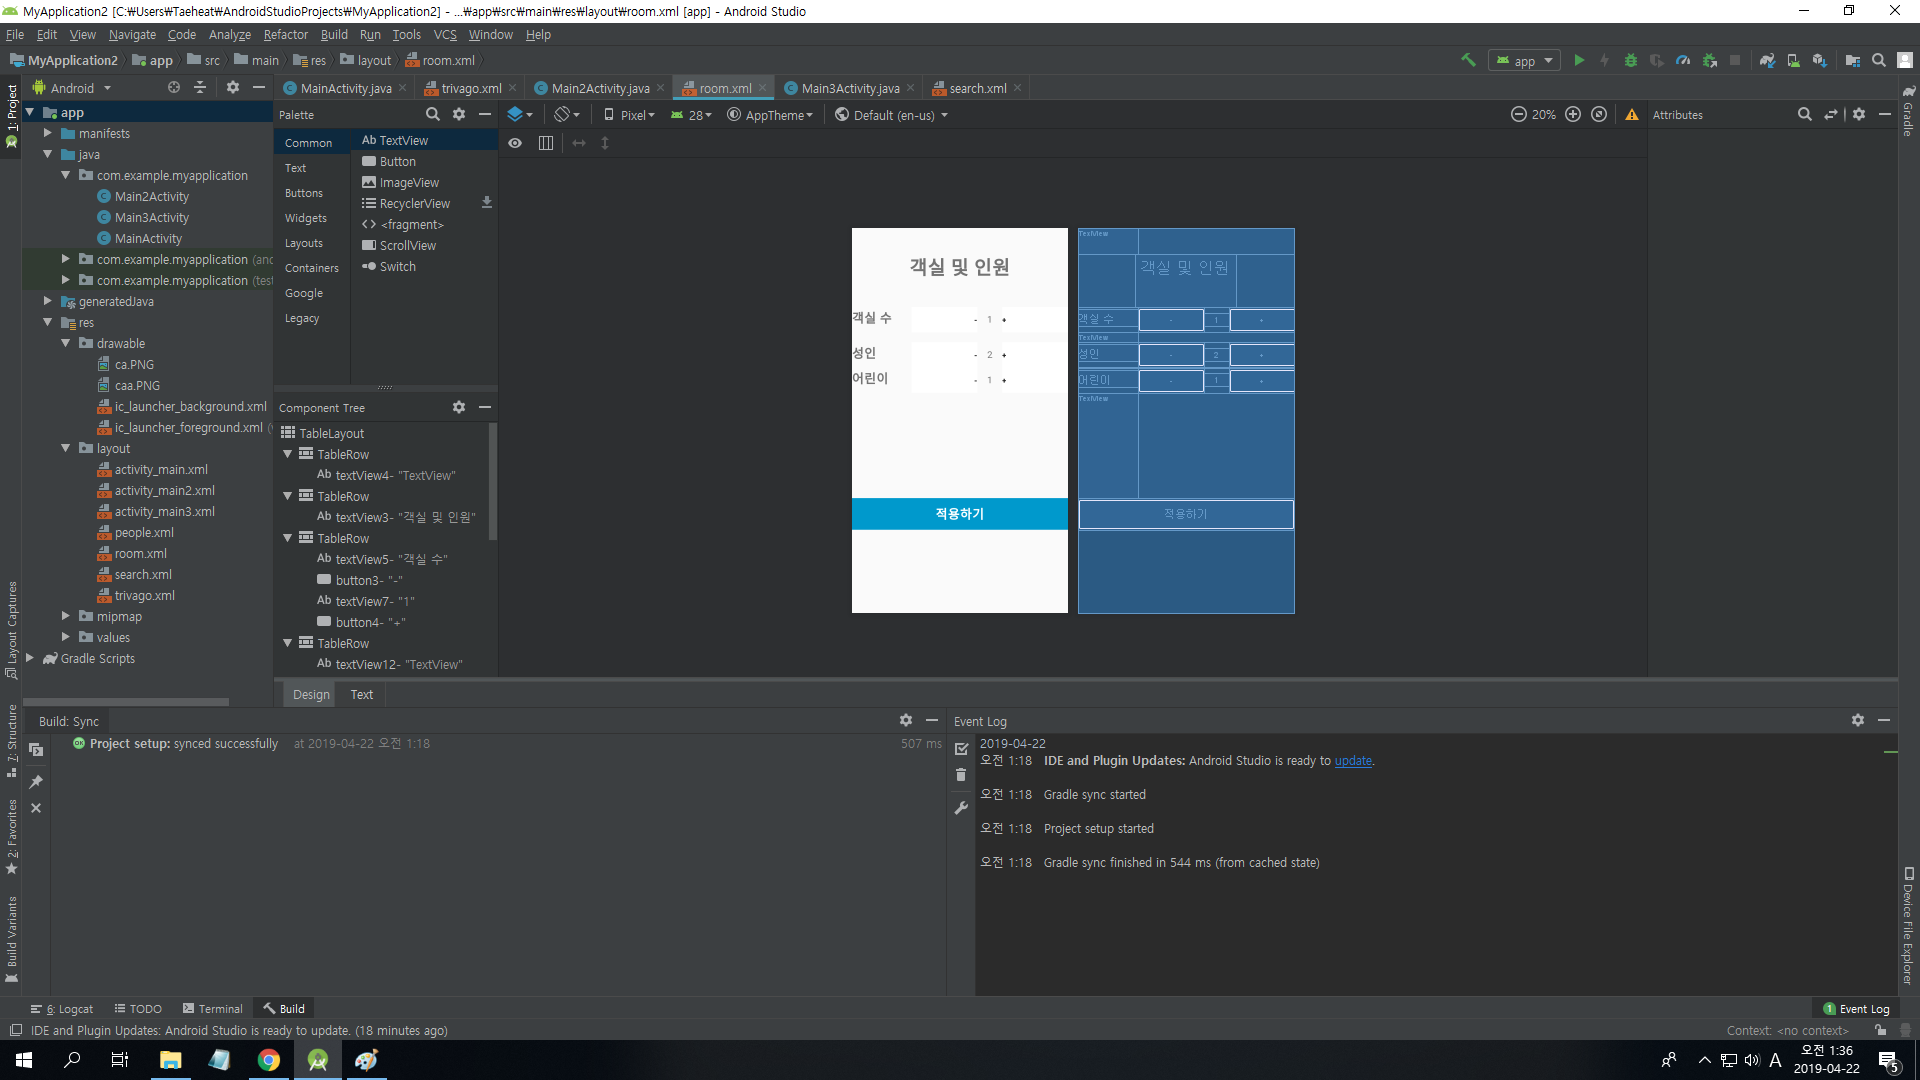 MyApplication2 [C:₩Users₩Taeheat₩AndroidStudioProjects₩MyApplication2] - ...₩app₩src₩main₩res₩layout₩room.xml [app] - Android Studio
File Edit View Navigate Code Analyze Refactor Build Run Tools VCS Window Help
MyApplication2 app src main res layout room.xml
app
Android
MainActivity.java trivago.xml Main2Activity.java room.xml Main3Activity.java search.xml
1: Project
Layout Captures
7: Structure
2: Favorites
Build Variants
app
manifests
java
com.example.myapplication
Main2Activity
Main3Activity
MainActivity
com.example.myapplication (and
com.example.myapplication (test
generatedJava
res
drawable
ca.PNG
caa.PNG
ic_launcher_background.xml
ic_launcher_foreground.xml (v
layout
activity_main.xml
activity_main2.xml
activity_main3.xml
people.xml
room.xml
search.xml
trivago.xml
mipmap
values
Gradle Scripts
Palette
Common
Text
Buttons
Widgets
Layouts
Containers
Google
Legacy
Ab TextView
Button
ImageView
RecyclerView
<fragment>
ScrollView
Switch
Pixel 28 AppTheme Default (en-us) 20%
Attributes
Gradle
Component Tree
TableLayout
TableRow
Ab textView4- "TextView"
TableRow
Ab textView3- "객실 및 인원"
TableRow
Ab textView5- "객실 수"
button3- "-"
Ab textView7- "1"
button4- "+"
TableRow
Ab textView12- "TextView"
객실 및 인원
객실 수 - 1 +
성인 - 2 +
어린이 - 1 +
적용하기
TextView
객실 및 인원
객실 수 - 1 +
TextView
성인 - 2 +
어린이 - 1 +
TextView
적용하기
Design Text
Build: Sync
Project setup: synced successfully at 2019-04-22 오전 1:18 507 ms
Event Log
2019-04-22
오전 1:18 IDE and Plugin Updates: Android Studio is ready to update.
오전 1:18 Gradle sync started
오전 1:18 Project setup started
오전 1:18 Gradle sync finished in 544 ms (from cached state)
Device File Explorer
6: Logcat TODO Terminal Build
1 Event Log
IDE and Plugin Updates: Android Studio is ready to update. (18 minutes ago)
Context: <no context>
A
오전 1:36
2019-04-22
5